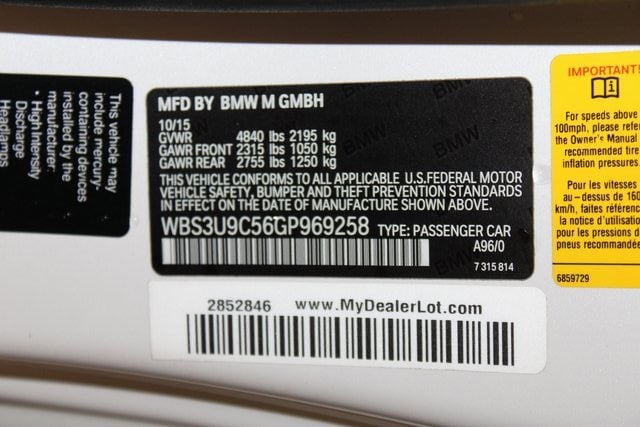 This vehicle may
include mercury-
containing devices
installed by the
manufacturer:
• High Intensity
Discharge
Headlamps
MFD BY BMW M GMBH
10/15
GVWR 4840 lbs 2195 kg
GAWR FRONT 2315 lbs 1050 kg
GAWR REAR 2755 lbs 1250 kg
THIS VEHICLE CONFORMS TO ALL APPLICABLE U.S.FEDERAL MOTOR
VEHICLE SAFETY, BUMPER AND THEFT PREVENTION STANDARDS
IN EFFECT ON THE DATE OF MANUFACTURE SHOWN ABOVE.
WBS3U9C56GP969258 TYPE: PASSENGER CAR
A96/0
7 315 814
2852846 www.MyDealerLot.com
IMPORTANT!
For speeds above
100mph, please refer
the Owner's Manual
recommended tire
inflation pressures
Pour les vitesses
au-dessus de 160
km/h, faites référenc
la notice d'utilisatio
pour les pressions d
pneus recommandée
6859729